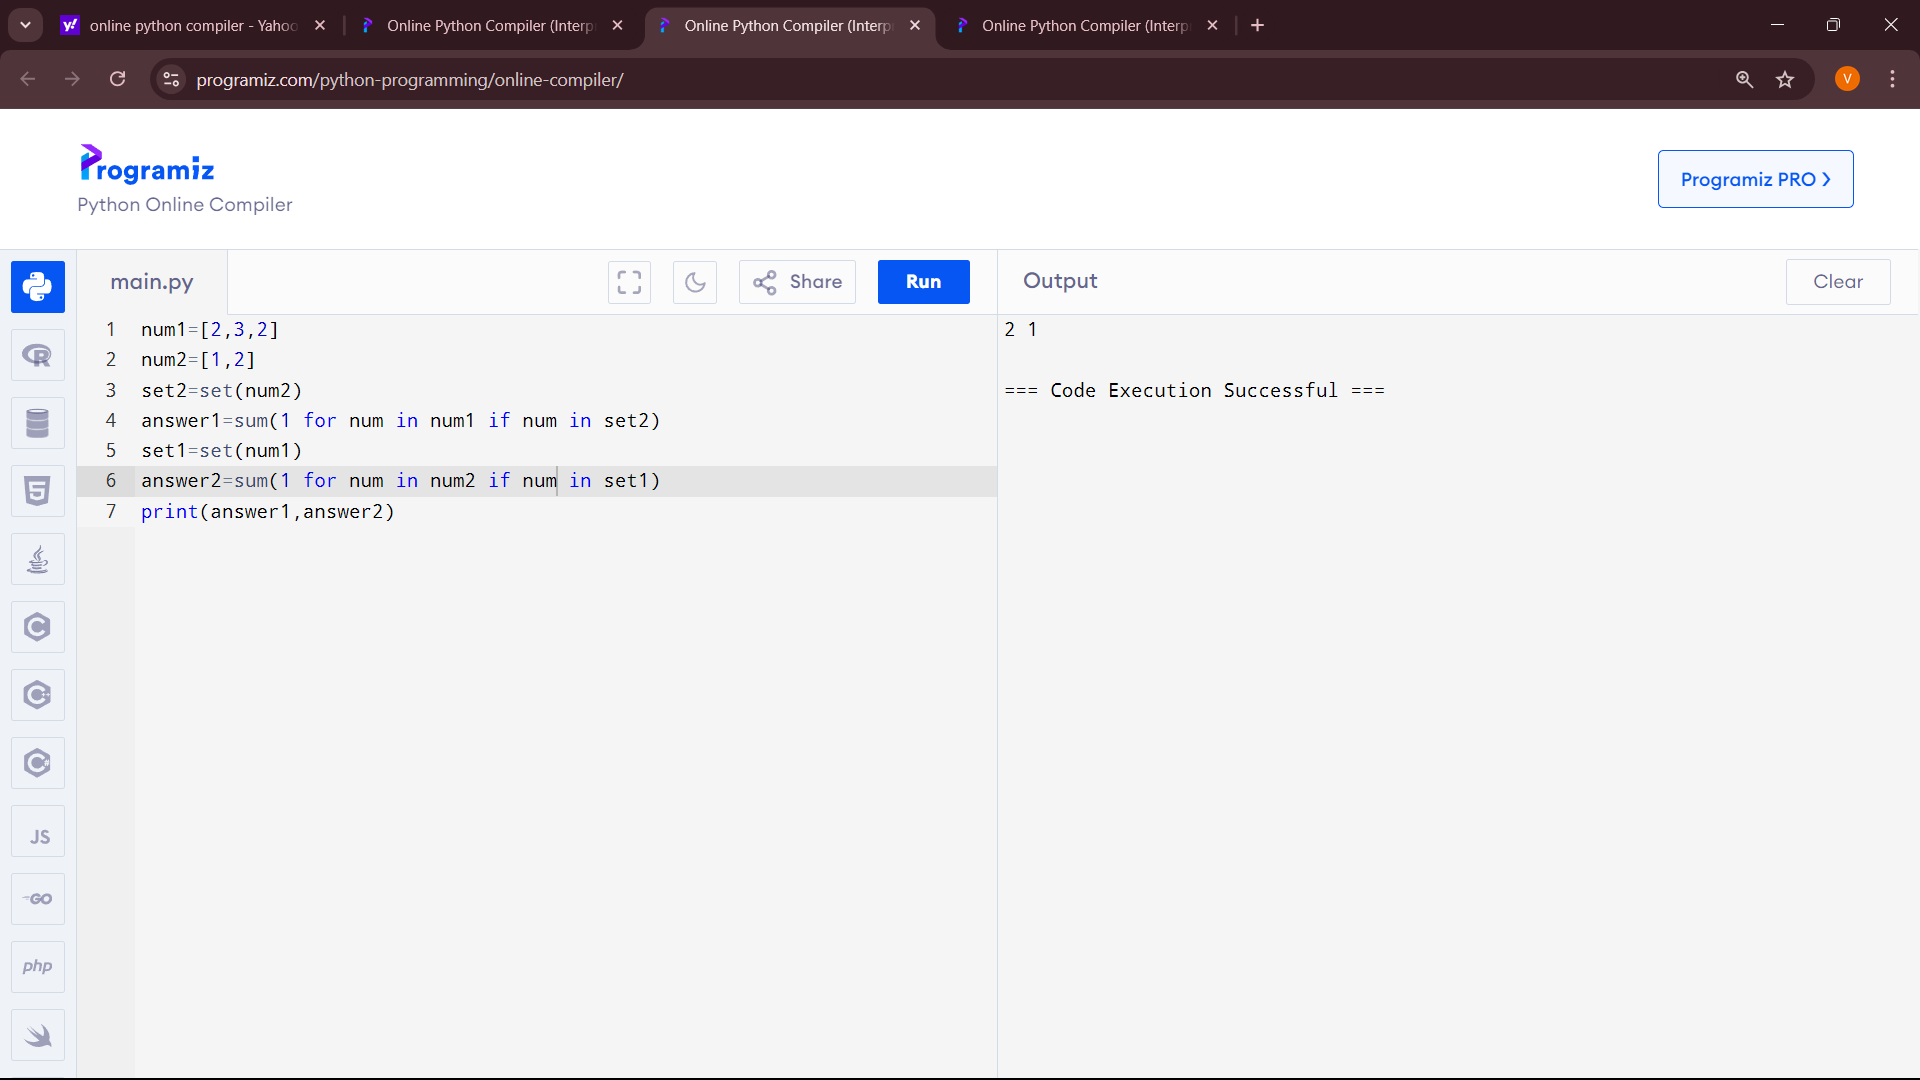 online python compiler - Yahoo
Online Python Compiler (Interp
Online Python Compiler (Interp
Online Python Compiler (Interp
programiz.com/python-programming/online-compiler/
V
Programiz
Python Online Compiler
Programiz PRO >
main.py
Share
Run
Output
Clear
1 num1=[2,3,2]
2 num2=[1,2]
3 set2=set(num2)
4 answer1=sum(1 for num in num1 if num in set2)
5 set1=set(num1)
6 answer2=sum(1 for num in num2 if num in set1)
7 print(answer1,answer2)
2 1
=== Code Execution Successful ===
R
5
C
C++
C#
JS
GO
php